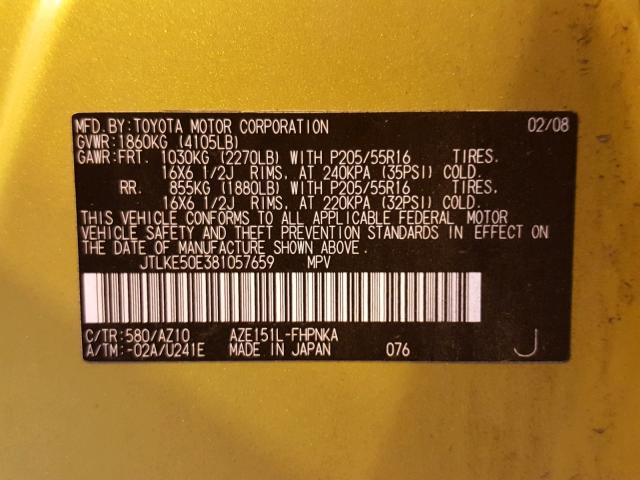 MFD.BY:TOYOTA MOTOR CORPORATION 02/08
GVWR:1860KG (4105LB)
GAWR:FRT. 1030KG (2270LB) WITH P205/55R16 TIRES.
16X6 1/2J RIMS, AT 240KPA (35PSI) COLD.
RR. 855KG (1880LB) WITH P205/55R16 TIRES.
16X6 1/2J RIMS, AT 220KPA (32PSI) COLD.
THIS VEHICLE CONFORMS TO ALL APPLICABLE FEDERAL MOTOR
VEHICLE SAFETY AND THEFT PREVENTION STANDARDS IN EFFECT ON
THE DATE OF MANUFACTURE SHOWN ABOVE.
JTLKE50E381057659 MPV
C/TR:580/AZ10 AZE151L-FHPNKA
A/TM:-02A/U241E MADE IN JAPAN 076 J